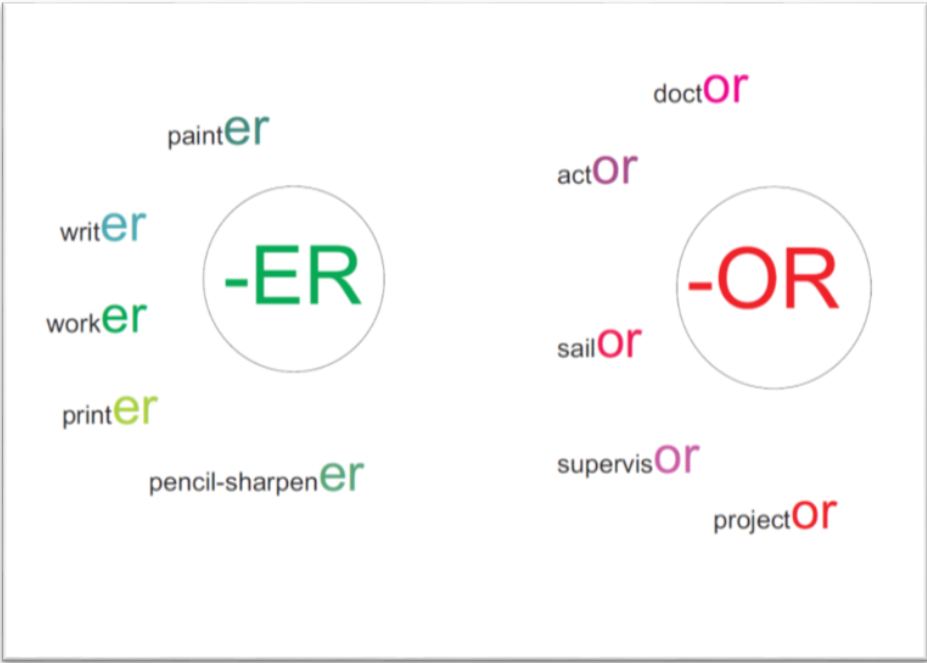 painter
writer
-ER
worker
printer
pencil-sharpener
doctor
actor
-OR
sailor
supervisor
projector